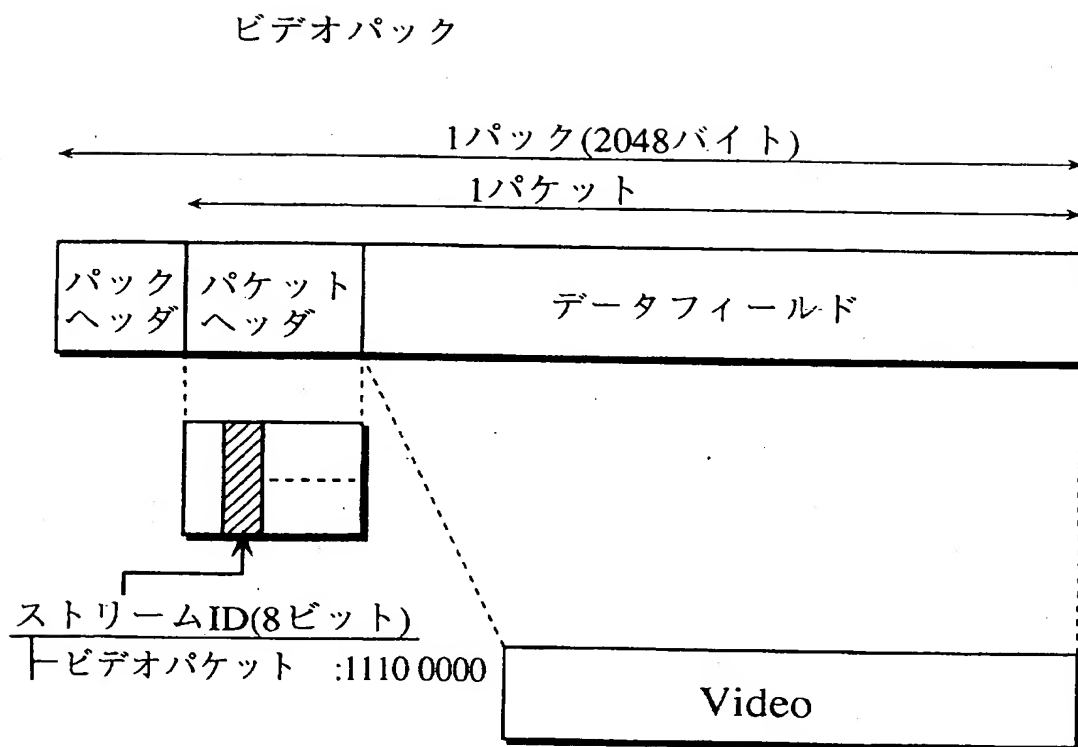 ビデオパック
1パック(2048バイト)
1パケット
パック
ヘッダ
パケット
ヘッダ
データフィールド
ストリームID(8ビット)
ビデオパケット :1110 0000
Video